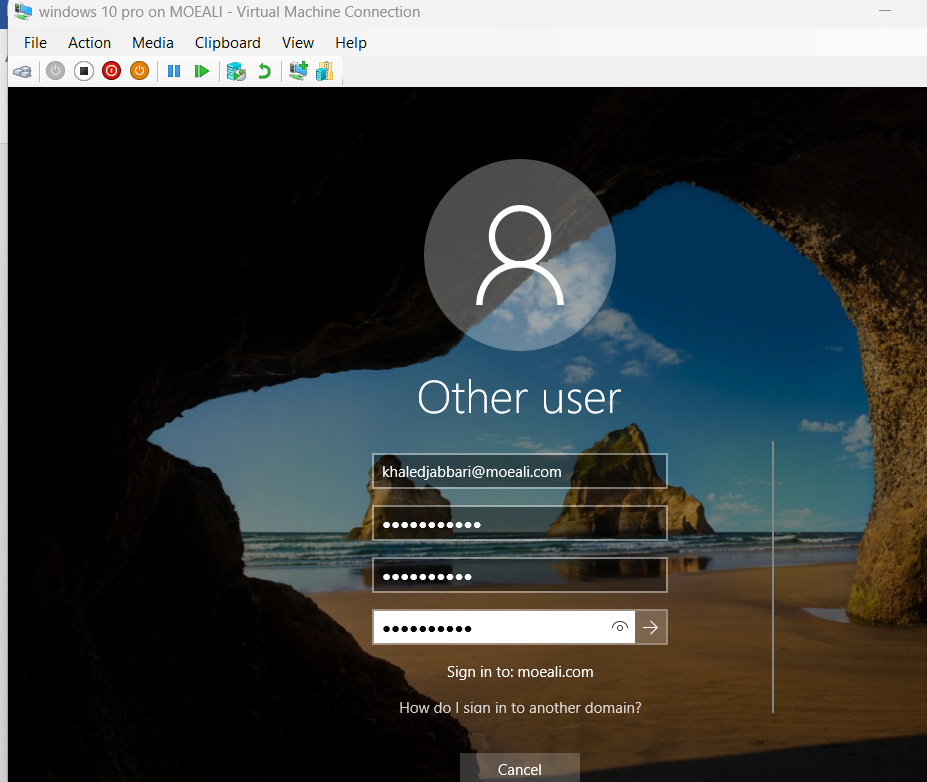 windows 10 pro on MOEALI - Virtual Machine Connection
File Action Media Clipboard View Help
Other user
khaledjabbari@moeali.com
●●●●●●●●●●●
●●●●●●●●●●
●●●●●●●●●●
Sign in to: moeali.com
How do I sign in to another domain?
Cancel